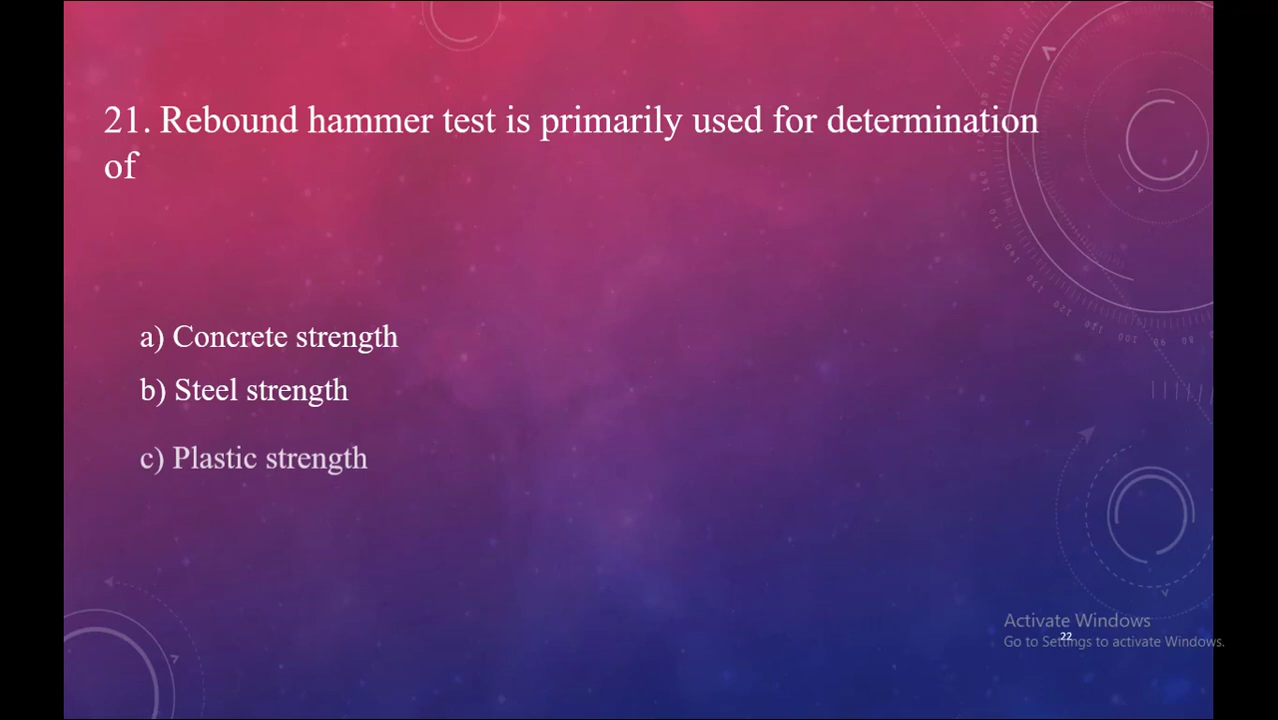 21. Rebound hammer test is primarily used for determination
of
a) Concrete strength
b) Steel strength
c) Plastic strength
Activate Windows
22
Go to Settings to activate Windows.